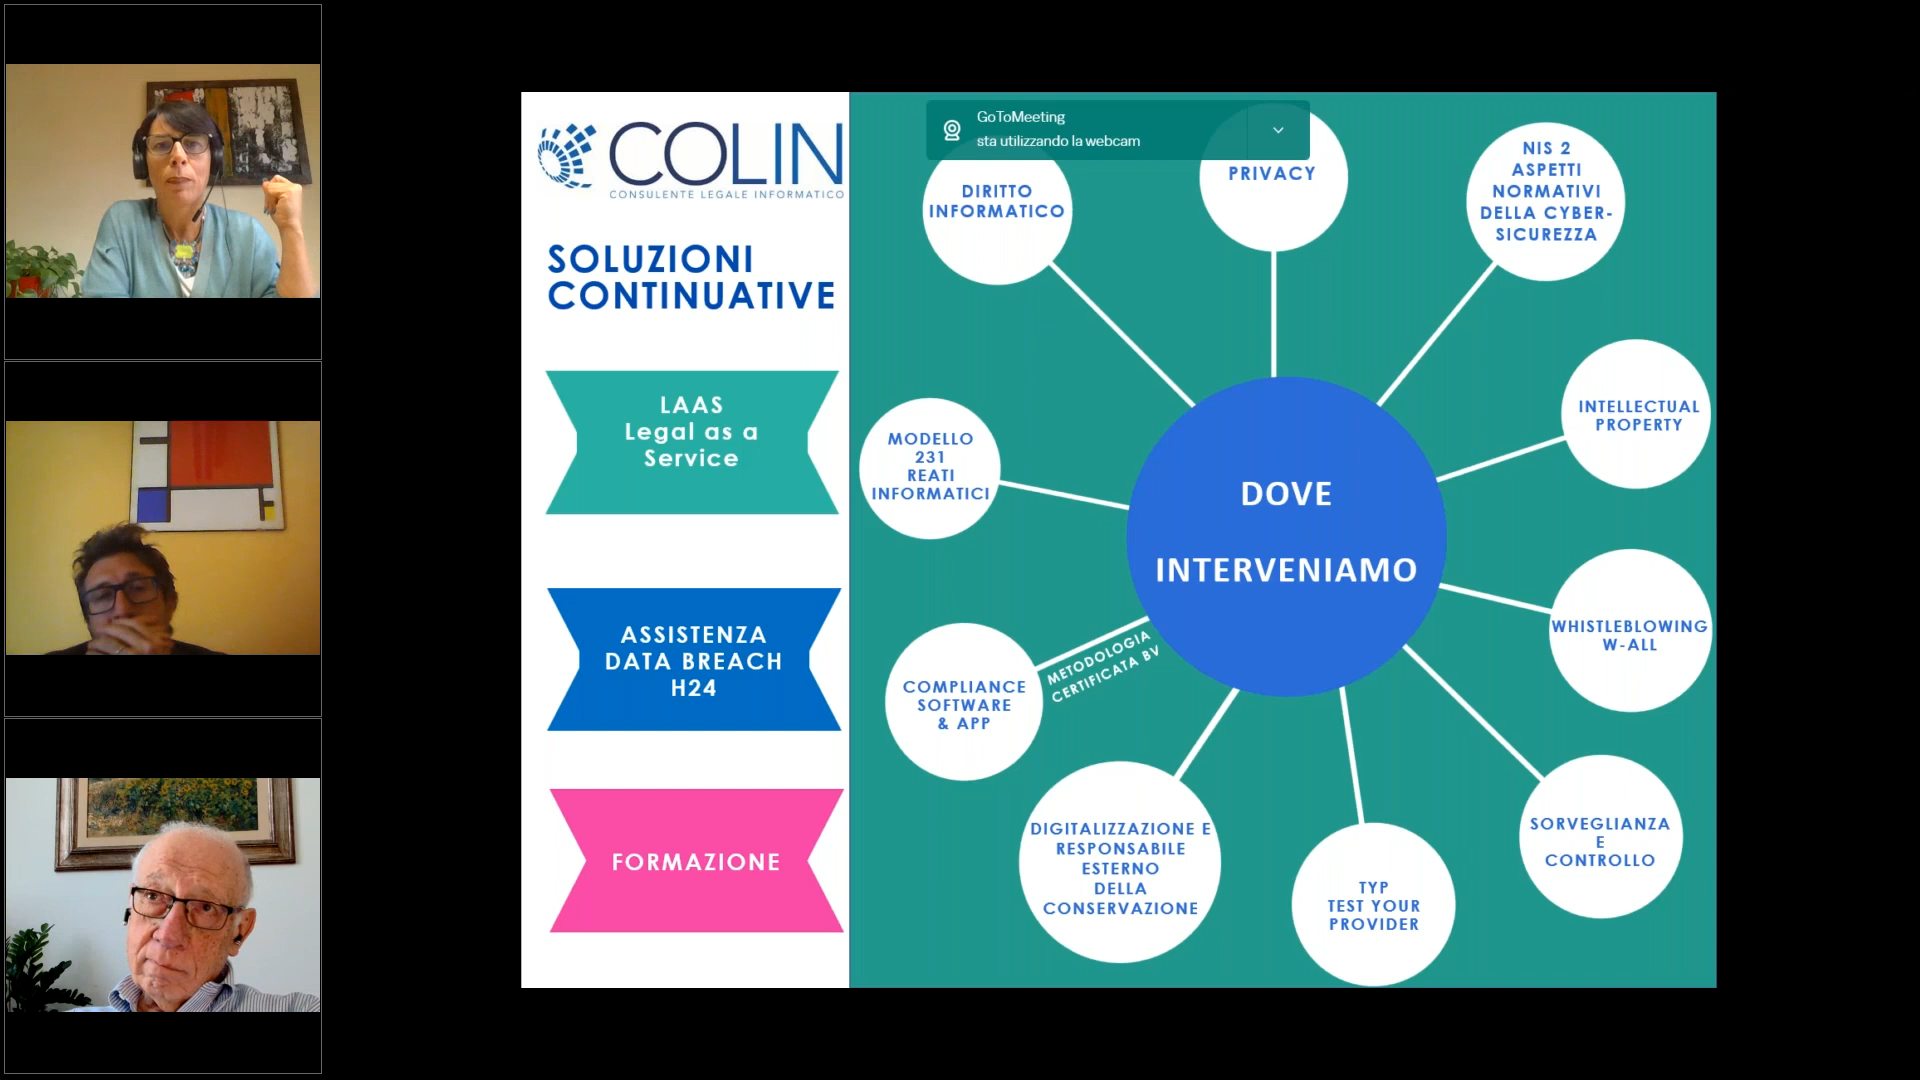 COLIN
CONSULENTE LEGALE INFORMATICO
SOLUZIONI
CONTINUATIVE
LAAS
Legal as a
Service
ASSISTENZA
DATA BREACH
H24
FORMAZIONE
GoToMeeting
sta utilizzando la webcam
DIRITTO
INFORMATICO
PRIVACY
NIS 2
ASPETTI
NORMATIVI
DELLA CYBER-
SICUREZZA
MODELLO
231
REATI
INFORMATICI
INTELLECTUAL
PROPERTY
DOVE
INTERVENIAMO
WHISTLEBLOWING
W-ALL
METODOLOGIA
CERTIFICATA BV
COMPLIANCE
SOFTWARE
& APP
DIGITALIZZAZIONE E
RESPONSABILE
ESTERNO
DELLA
CONSERVAZIONE
TYP
TEST YOUR
PROVIDER
SORVEGLIANZA
E
CONTROLLO